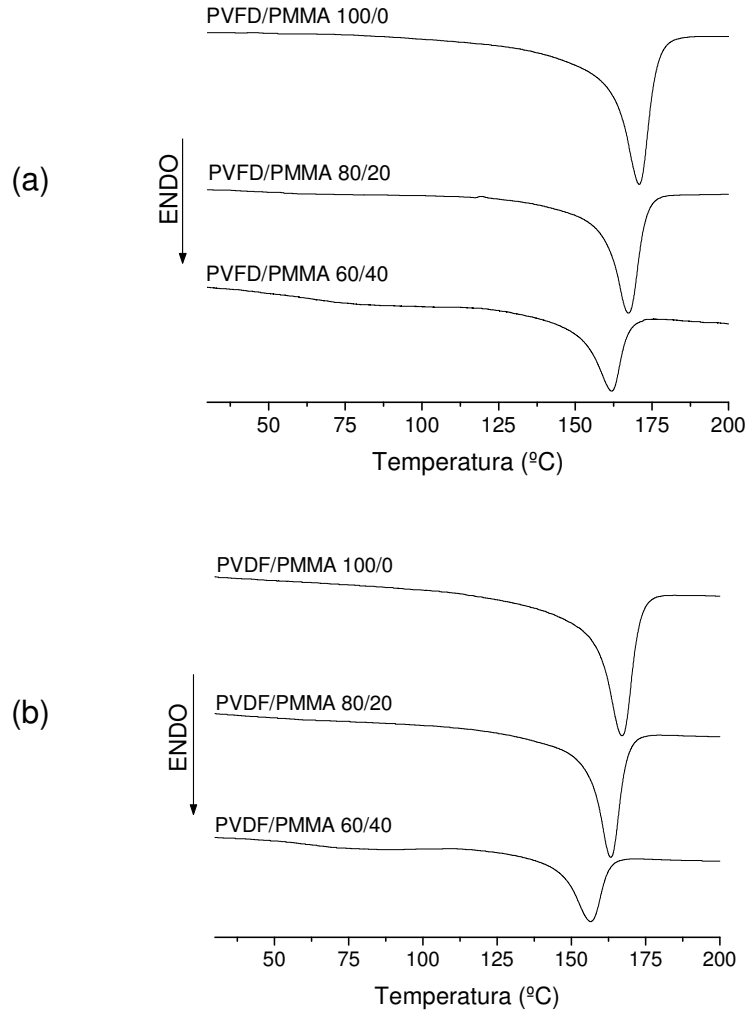 PVFD/PMMA 100/0
(a)
ENDO
PVFD/PMMA 80/20
PVFD/PMMA 60/40
50 75 100 125 150 175 200
Temperatura (ºC)
PVDF/PMMA 100/0
(b)
ENDO
PVDF/PMMA 80/20
PVDF/PMMA 60/40
50 75 100 125 150 175 200
Temperatura (ºC)